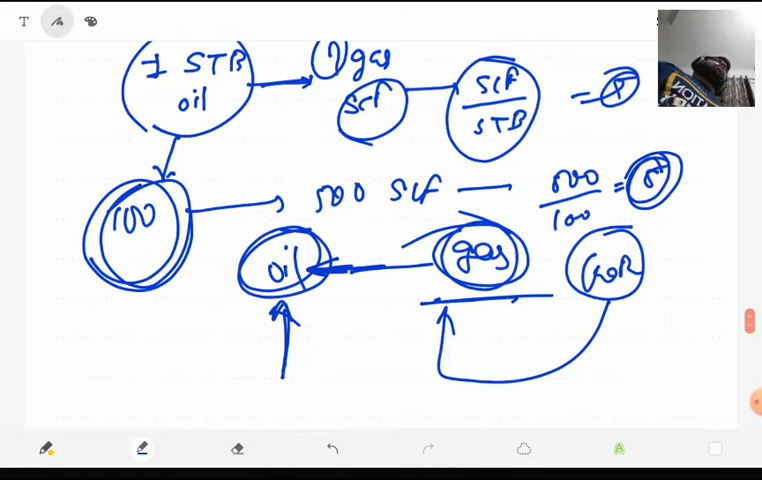 T
1 STB
oil
1 gas
scf
scf
STB
=
100
500 scf
500
100
= 5
oil
gas
GOR
A